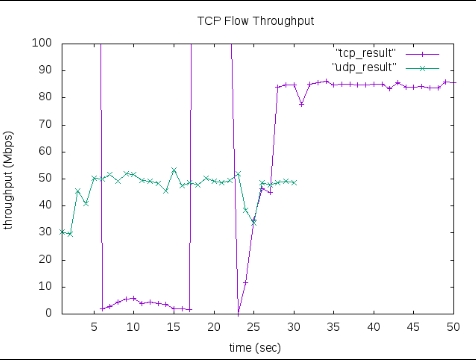 TCP Flow Throughput
"tcp_result"
"udp_result"
throughput (Mbps)
100
90
80
70
60
50
40
30
20
10
0
5 10 15 20 25 30 35 40 45 50
time (sec)